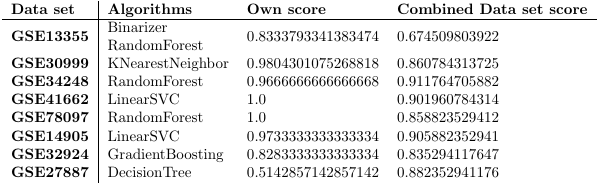 Data set Algorithms Own score Combined Data set score
GSE13355 Binarizer RandomForest 0.8333793341383474 0.674509803922
GSE30999 KNearestNeighbor 0.9804301075268818 0.860784313725
GSE34248 RandomForest 0.9666666666666668 0.911764705882
GSE41662 LinearSVC 1.0 0.901960784314
GSE78097 RandomForest 1.0 0.858823529412
GSE14905 LinearSVC 0.9733333333333334 0.905882352941
GSE32924 GradientBoosting 0.8283333333333334 0.835294117647
GSE27887 DecisionTree 0.5142857142857142 0.882352941176